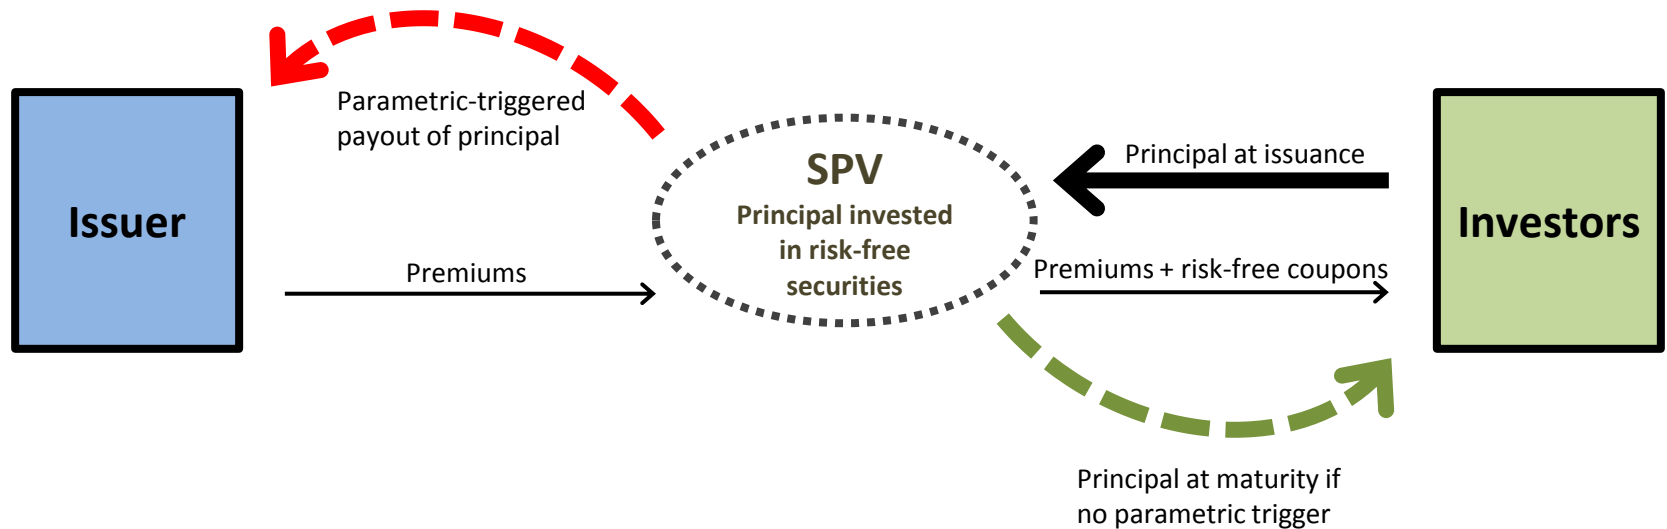 Parametric-triggered
payout of principal
Issuer
Premiums
SPV
Principal invested
in risk-free
securities
Principal at issuance
Premiums + risk-free coupons
Investors
Principal at maturity if
no parametric trigger